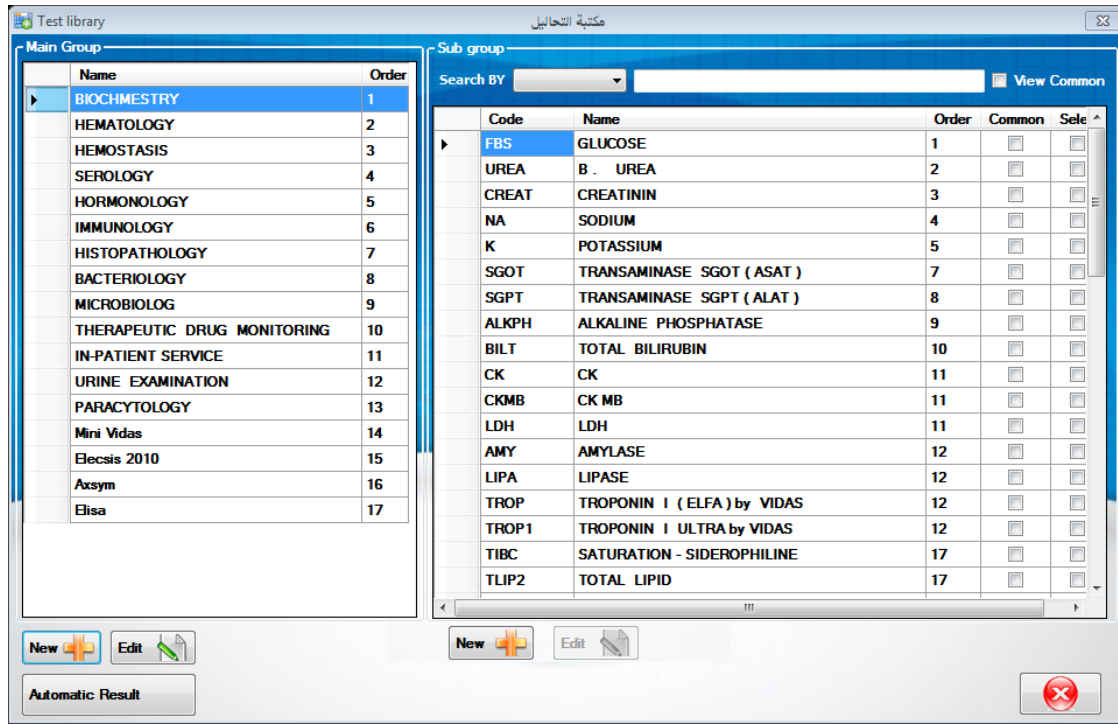 Test library
مكتبة التحاليل
Main Group
Name Order
BIOCHMESTRY 1
HEMATOLOGY 2
HEMOSTASIS 3
SEROLOGY 4
HORMONOLOGY 5
IMMUNOLOGY 6
HISTOPATHOLOGY 7
BACTERIOLOGY 8
MICROBIOLOG 9
THERAPEUTIC DRUG MONITORING 10
IN-PATIENT SERVICE 11
URINE EXAMINATION 12
PARACYTOLOGY 13
Mini Vidas 14
Elecsis 2010 15
Axsym 16
Elisa 17
New Edit
Automatic Result
Sub group
Search BY View Common
Code Name Order Common Sele
FBS GLUCOSE 1
UREA B . UREA 2
CREAT CREATININ 3
NA SODIUM 4
K POTASSIUM 5
SGOT TRANSAMINASE SGOT ( ASAT ) 7
SGPT TRANSAMINASE SGPT ( ALAT ) 8
ALKPH ALKALINE PHOSPHATASE 9
BILT TOTAL BILIRUBIN 10
CK CK 11
CKMB CK MB 11
LDH LDH 11
AMY AMYLASE 12
LIPA LIPASE 12
TROP TROPONIN I ( ELFA ) by VIDAS 12
TROP1 TROPONIN I ULTRA by VIDAS 12
TIBC SATURATION - SIDEROPHILINE 17
TLIP2 TOTAL LIPID 17
New Edit